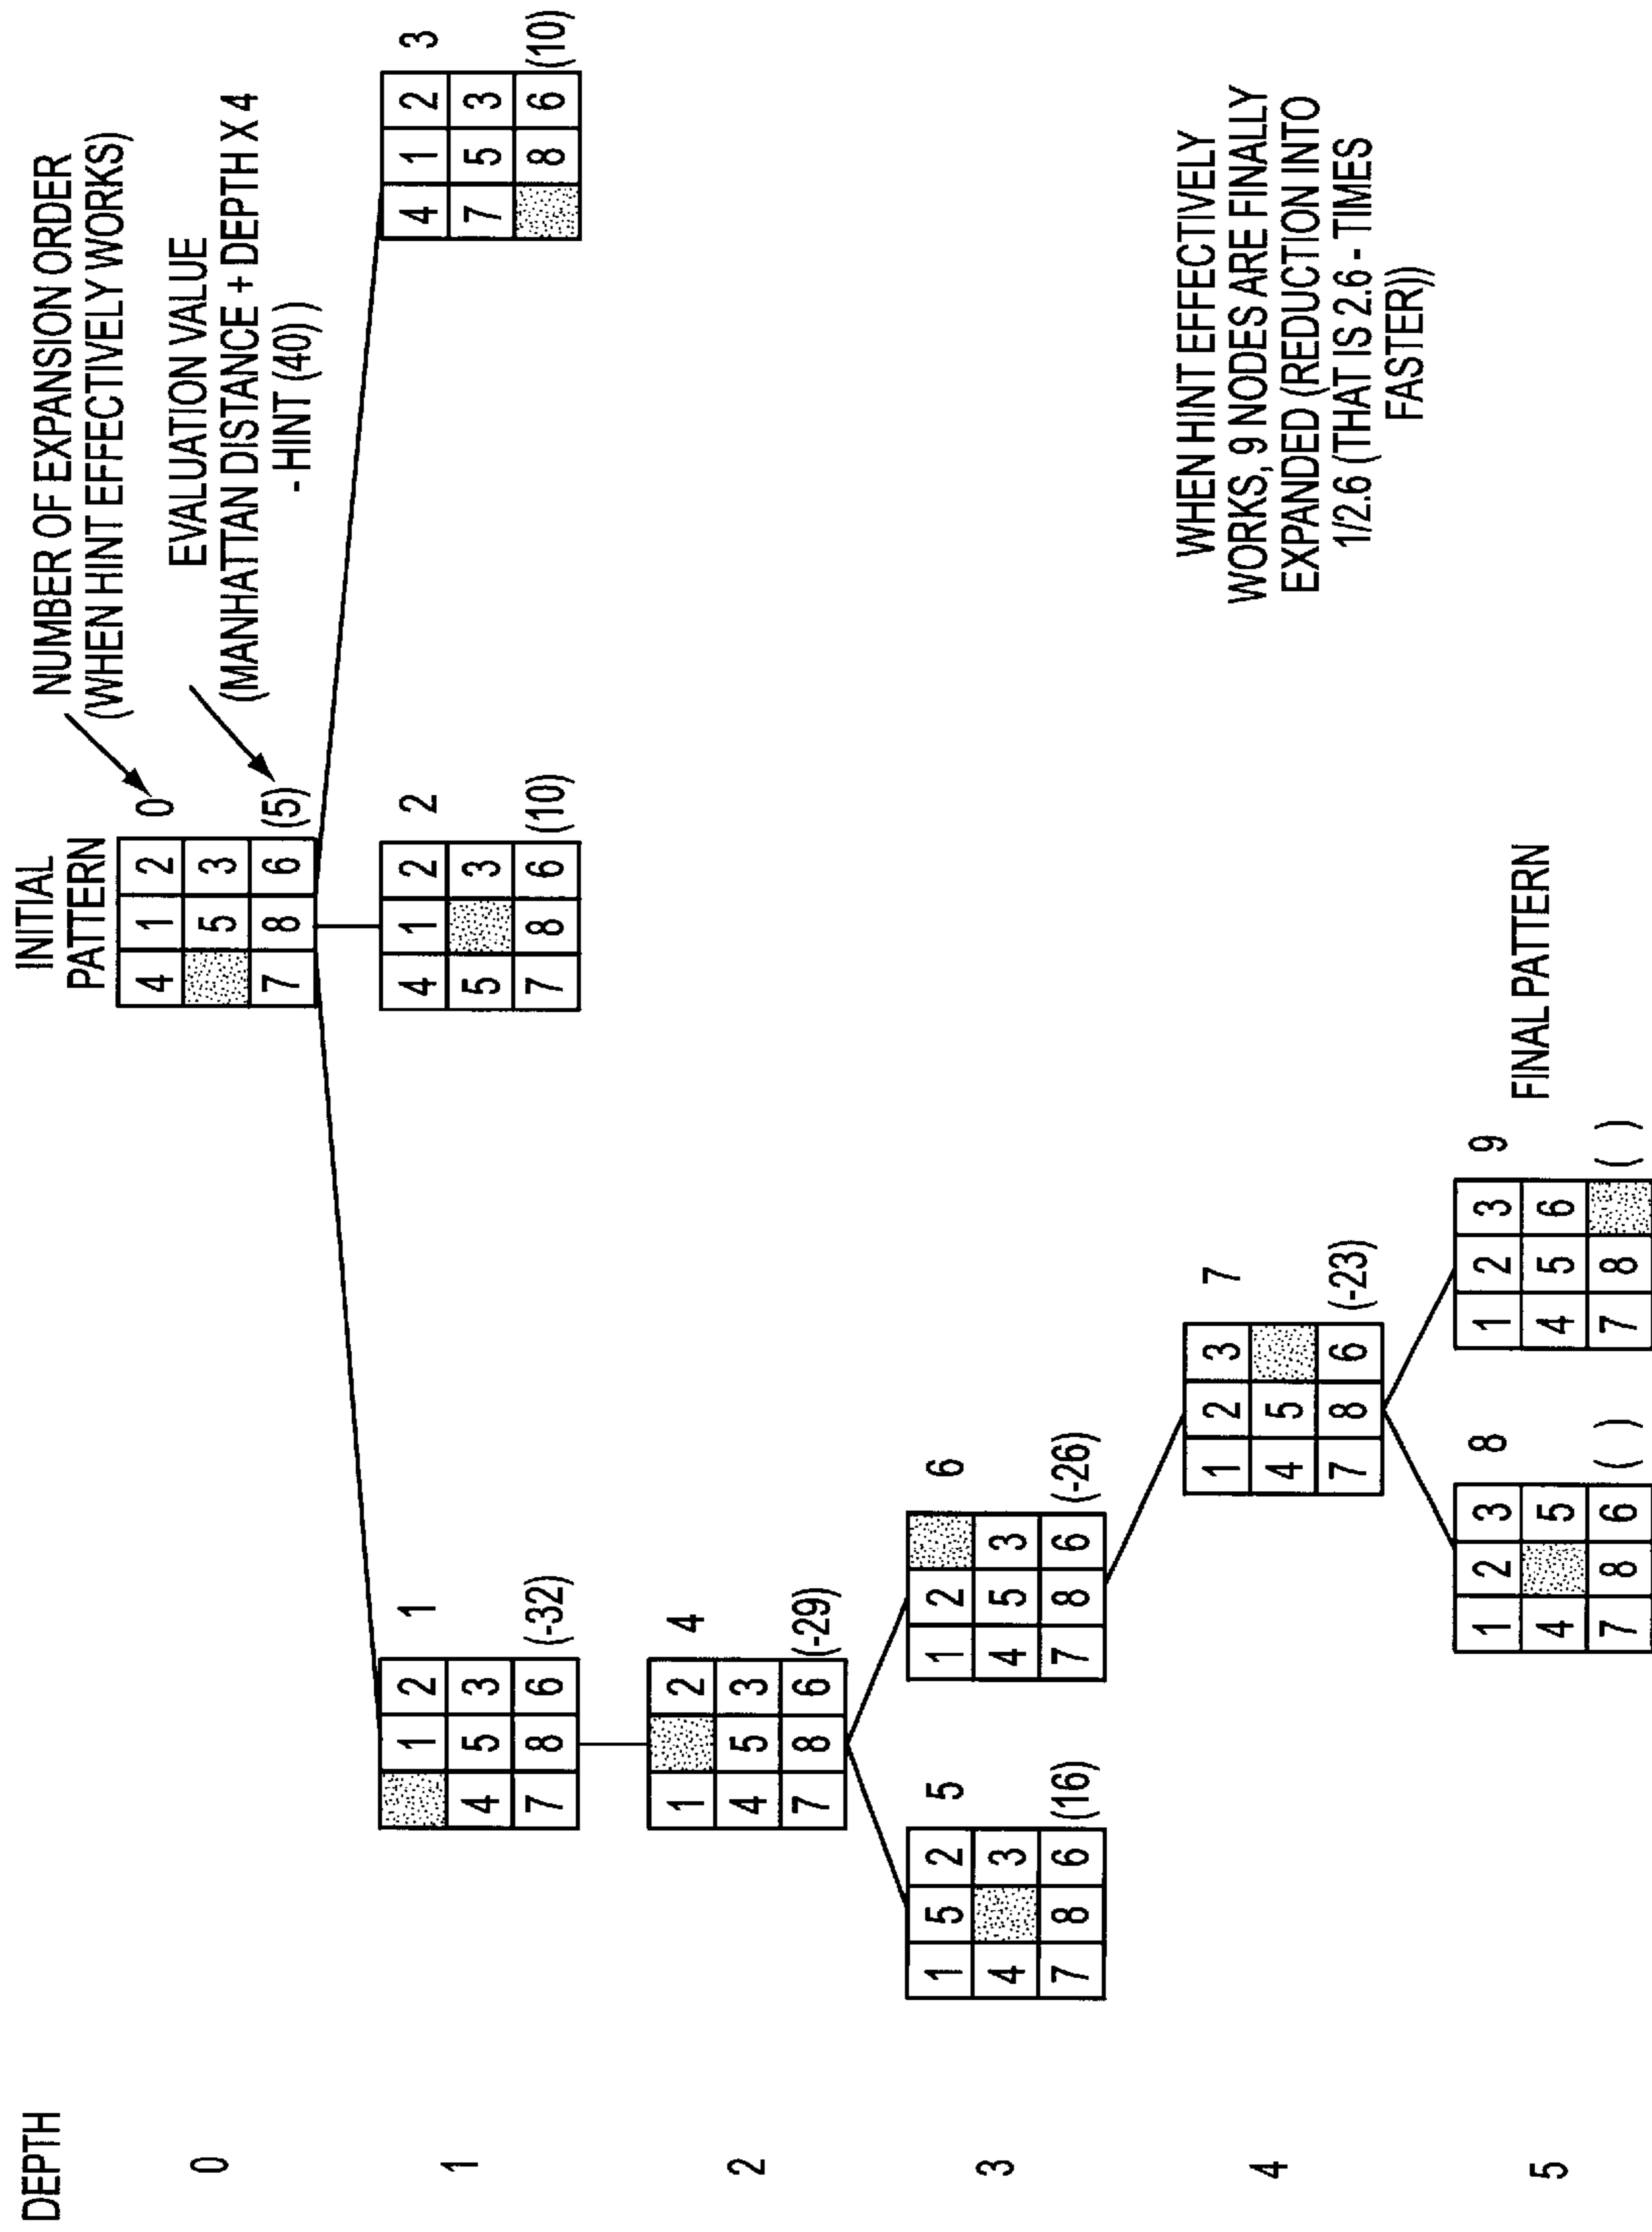 DEPTH
INITIAL
PATTERN
NUMBER OF EXPANSION ORDER
(WHEN HINT EFFECTIVELY WORKS)
EVALUATION VALUE
(MANHATTAN DISTANCE + DEPTH X 4
- HINT (40) )
0
4 1 2 0
5 3
7 8 6 (5)
1
1 2 1
4 5 3
7 8 6 (-32)
4 1 2 2
5 3
7 8 6 (10)
4 1 2 3
7 5 3
8 6 (10)
2
1 2 4
4 5 3
7 8 6 (-29)
3
1 5 2 5
4 3
7 8 6 (16)
1 2 6
4 5 3
7 8 6 (-26)
4
1 2 3 7
4 5
7 8 6 (-23)
WHEN HINT EFFECTIVELY
WORKS, 9 NODES ARE FINALLY
EXPANDED (REDUCTION INTO
1/2.6 (THAT IS 2.6 - TIMES
FASTER))
5
1 2 3 8
4 5
7 8 6 ( )
1 2 3 9
4 5 6
7 8 ( )
FINAL PATTERN